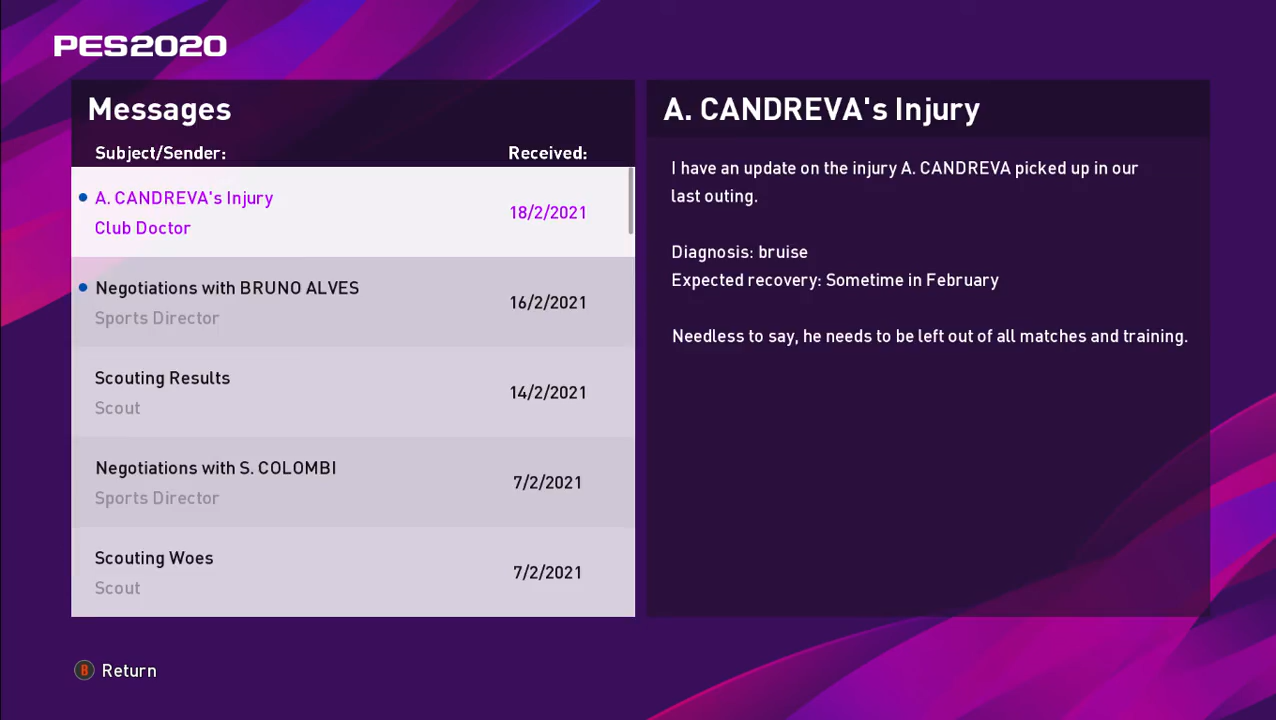 PES2020
Messages
Subject/Sender:
Received:
A. CANDREVA's Injury
Club Doctor
18/2/2021
Negotiations with BRUNO ALVES
Sports Director
16/2/2021
Scouting Results
Scout
14/2/2021
Negotiations with S. COLOMBI
Sports Director
7/2/2021
Scouting Woes
Scout
7/2/2021
A. CANDREVA's Injury
I have an update on the injury A. CANDREVA picked up in our
last outing.
Diagnosis: bruise
Expected recovery: Sometime in February
Needless to say, he needs to be left out of all matches and training.
B Return